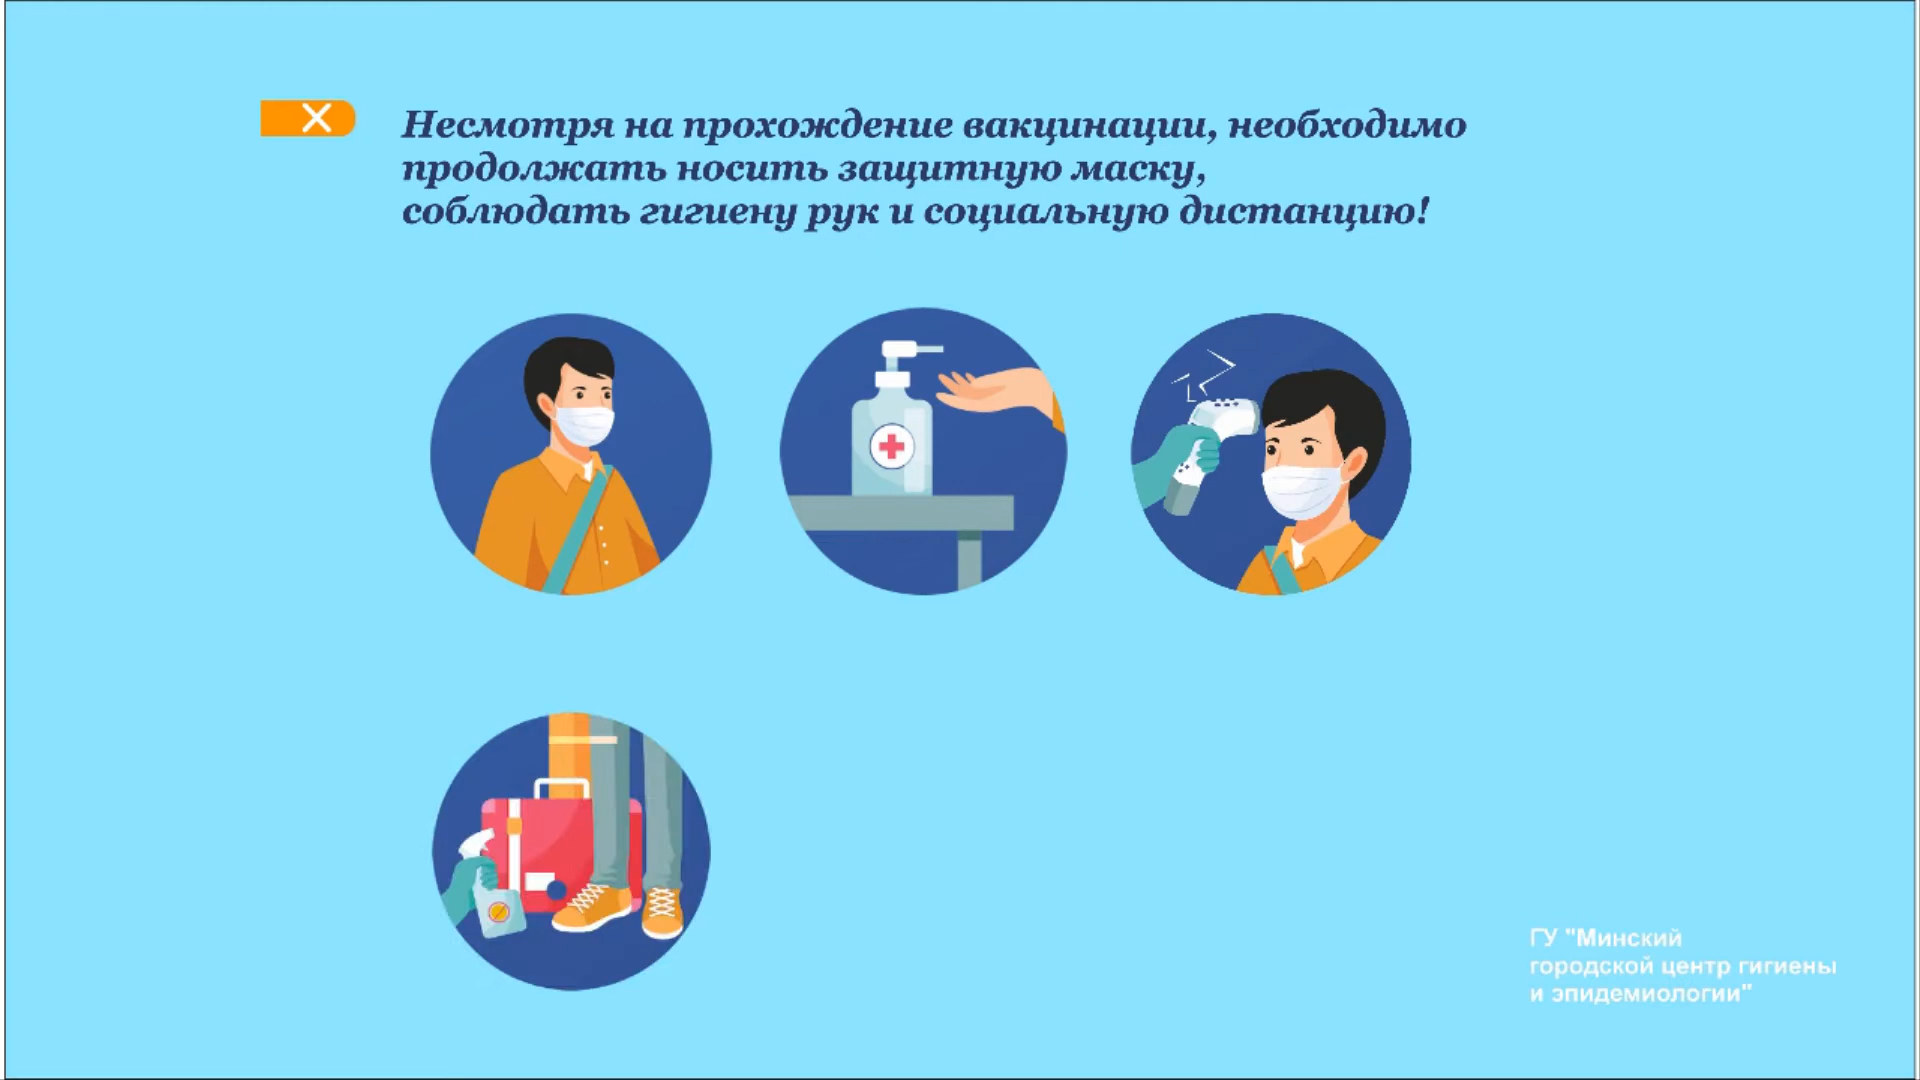 Несмотря на прохождение вакцинации, необходимо
продолжать носить защитную маску,
соблюдать гигиену рук и социальную дистанцию!
ГУ "Минский
городской центр гигиены
и эпидемиологии"